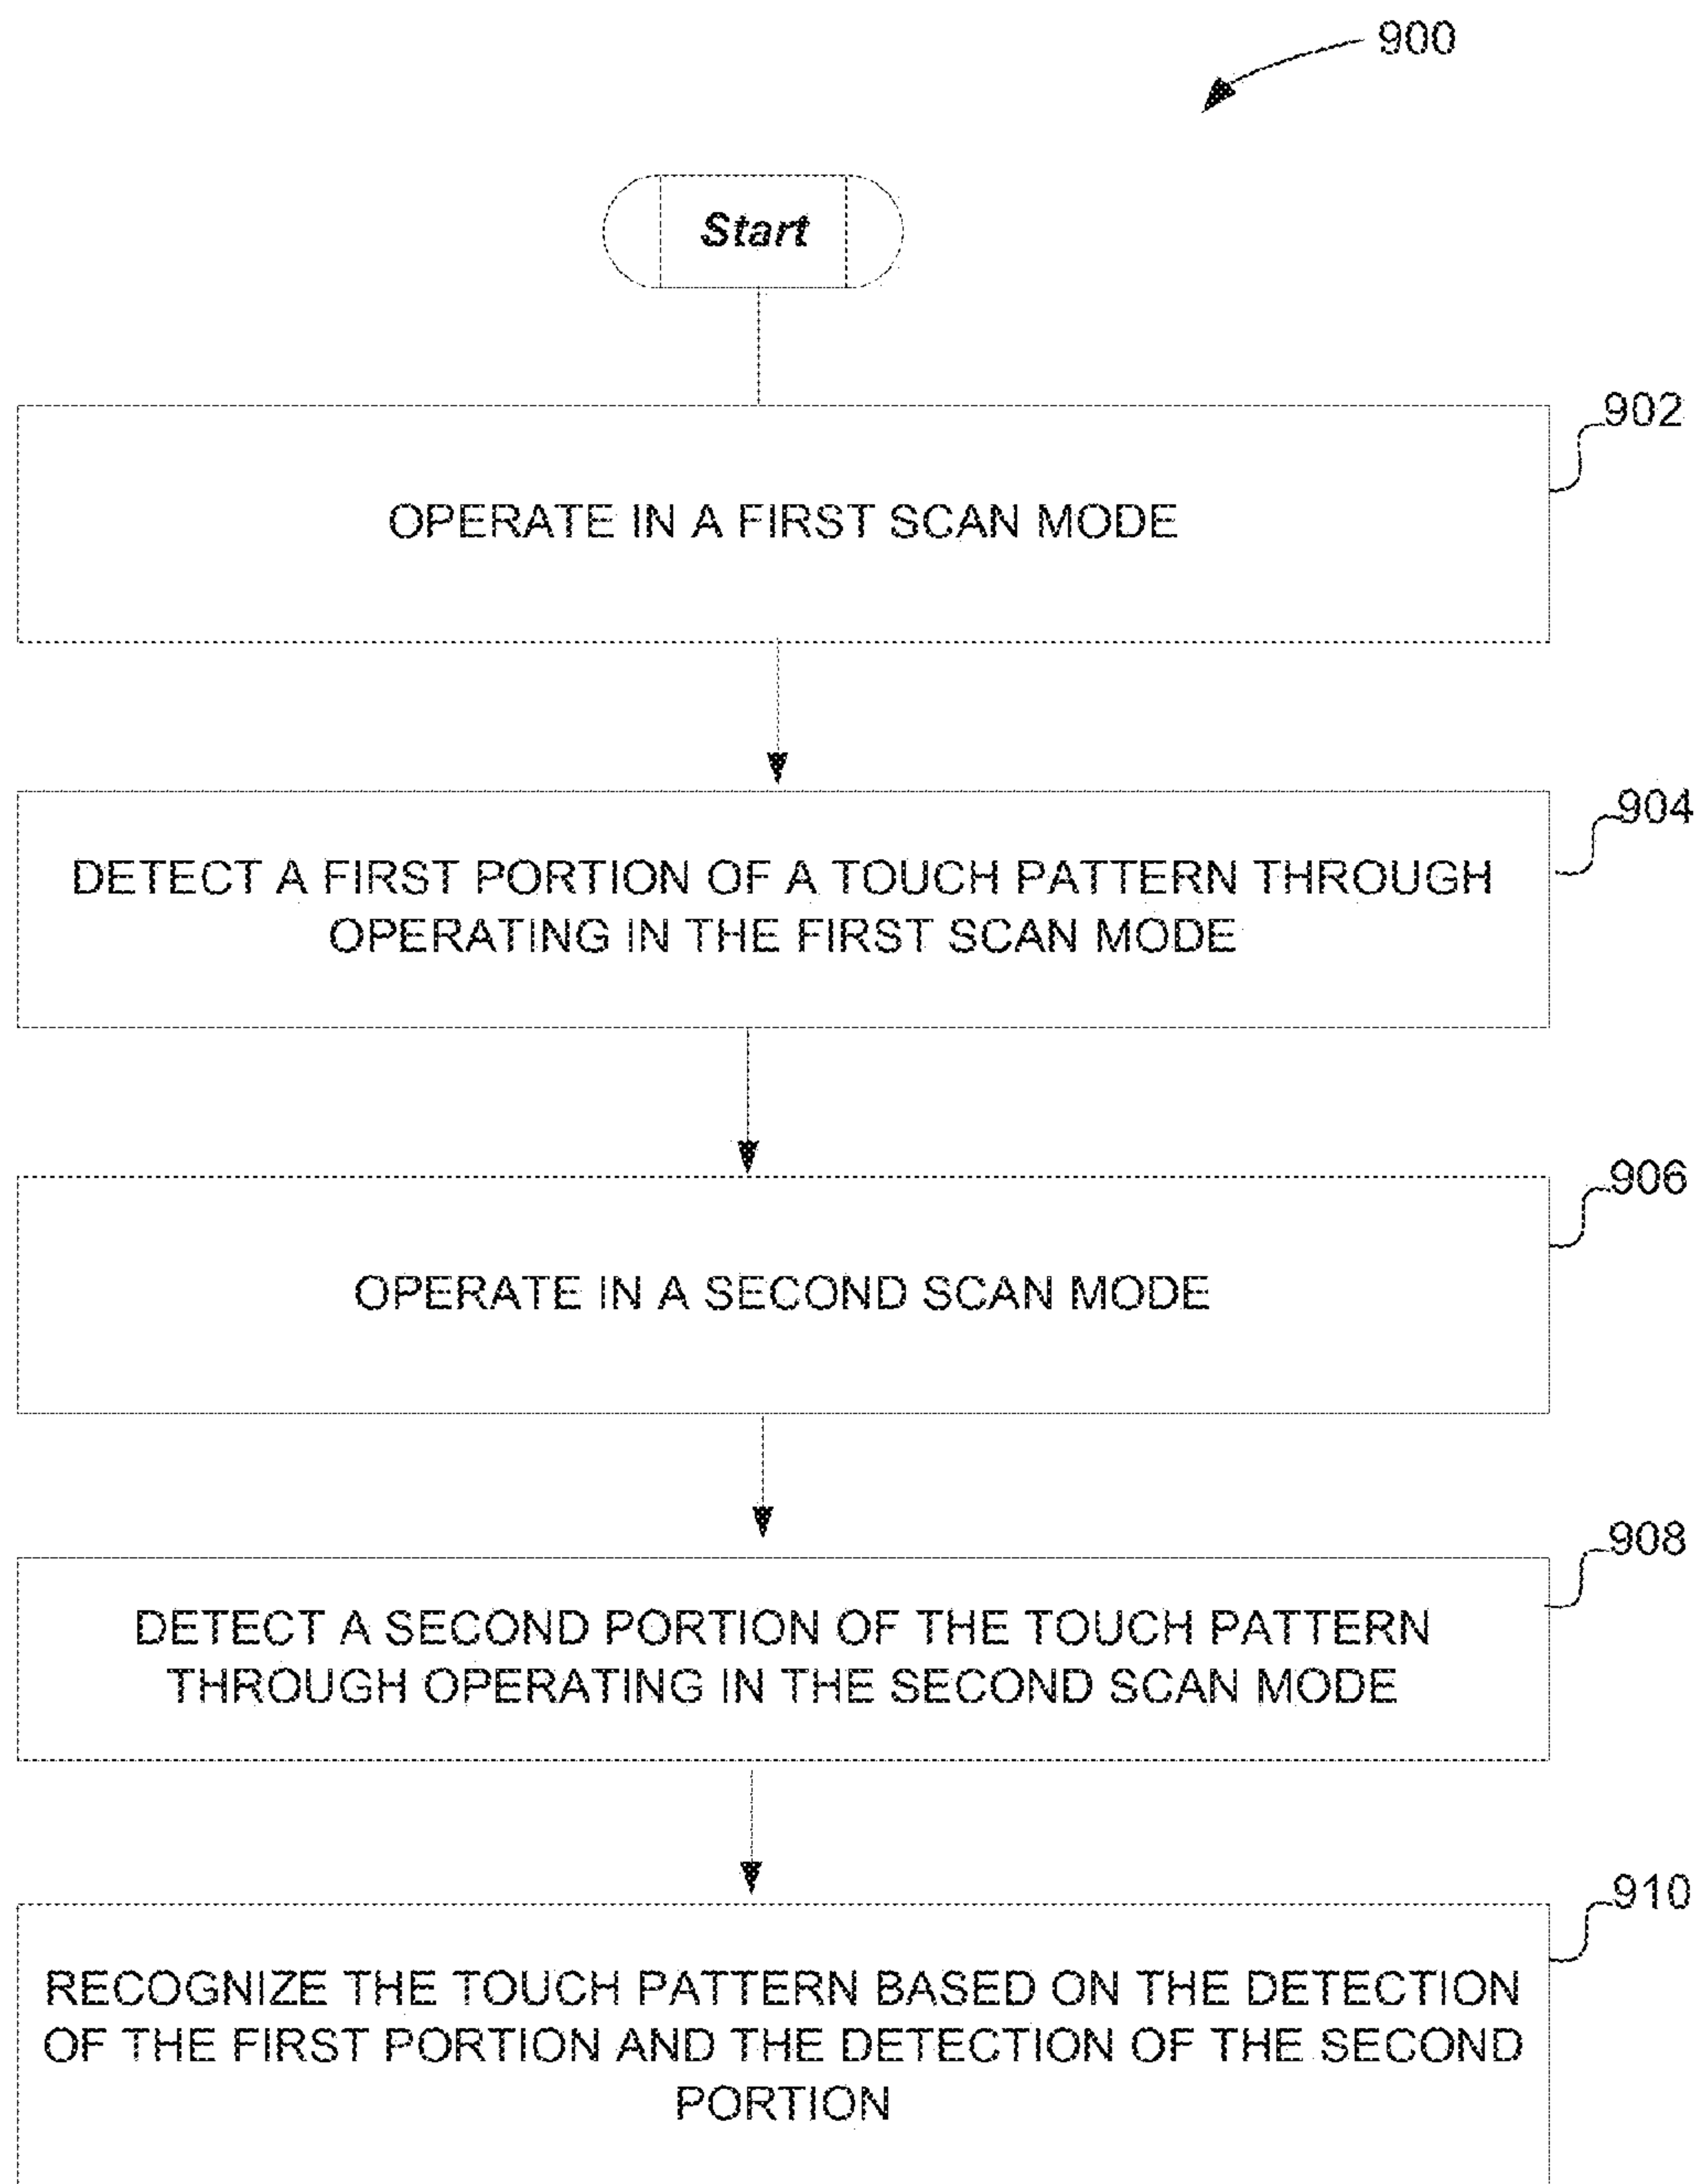 900
Start
902
OPERATE IN A FIRST SCAN MODE
904
DETECT A FIRST PORTION OF A TOUCH PATTERN THROUGH
OPERATING IN THE FIRST SCAN MODE
906
OPERATE IN A SECOND SCAN MODE
908
DETECT A SECOND PORTION OF THE TOUCH PATTERN
THROUGH OPERATING IN THE SECOND SCAN MODE
910
RECOGNIZE THE TOUCH PATTERN BASED ON THE DETECTION
OF THE FIRST PORTION AND THE DETECTION OF THE SECOND
PORTION